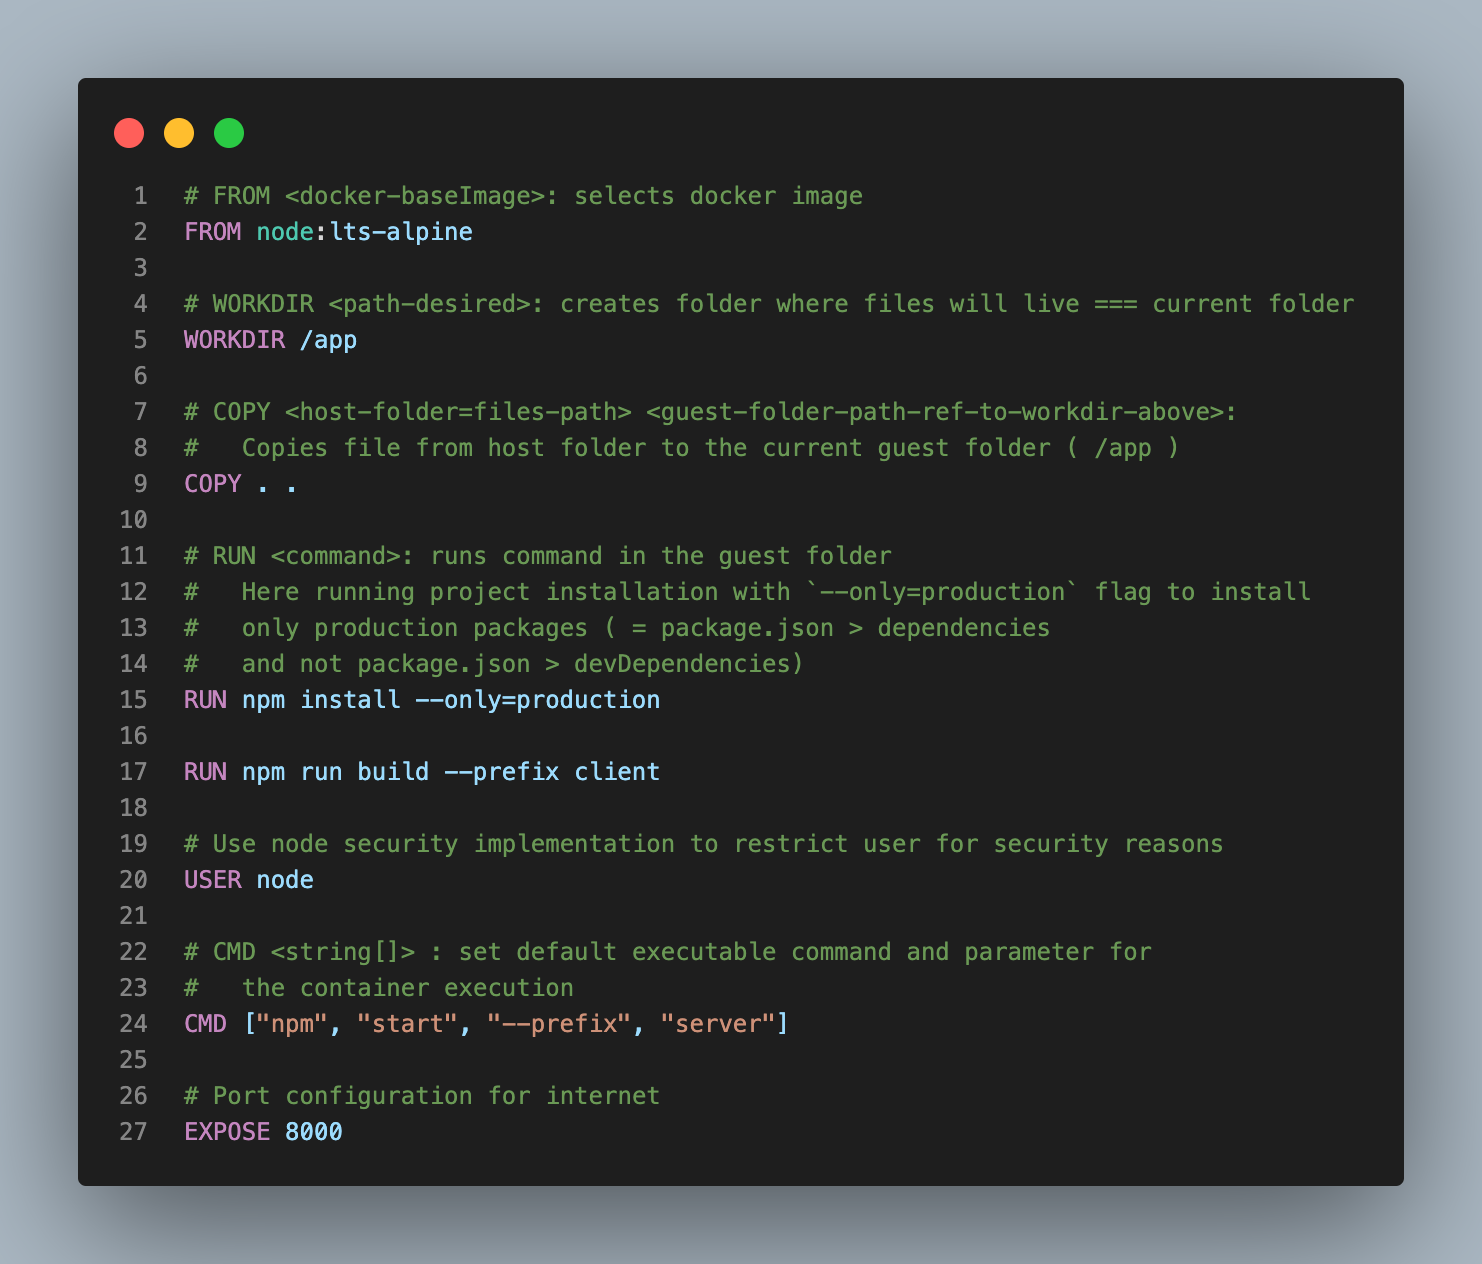 1 # FROM <docker-baseImage>: selects docker image
2 FROM node:lts-alpine
3
4 # WORKDIR <path-desired>: creates folder where files will live === current folder
5 WORKDIR /app
6
7 # COPY <host-folder=files-path> <guest-folder-path-ref-to-workdir-above>:
8 #   Copies file from host folder to the current guest folder ( /app )
9 COPY . .
10
11 # RUN <command>: runs command in the guest folder
12 #   Here running project installation with `--only=production` flag to install
13 #   only production packages ( = package.json > dependencies
14 #   and not package.json > devDependencies)
15 RUN npm install --only=production
16
17 RUN npm run build --prefix client
18
19 # Use node security implementation to restrict user for security reasons
20 USER node
21
22 # CMD <string[]> : set default executable command and parameter for
23 #   the container execution
24 CMD ["npm", "start", "--prefix", "server"]
25
26 # Port configuration for internet
27 EXPOSE 8000